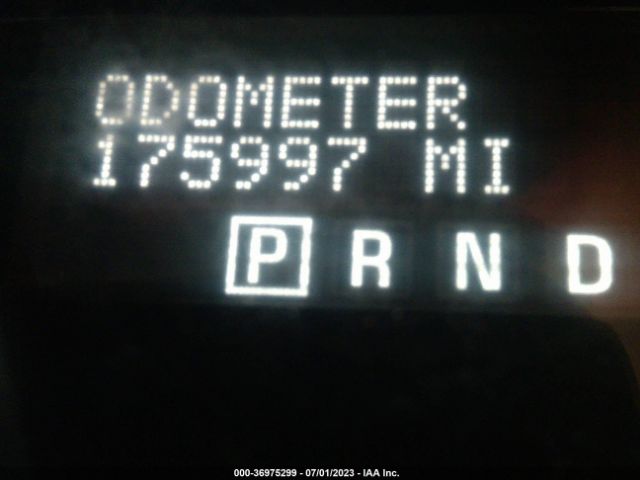 ODOMETER
175997 MI
P R N D
000-36975299 - 07/01/2023 - IAA Inc.